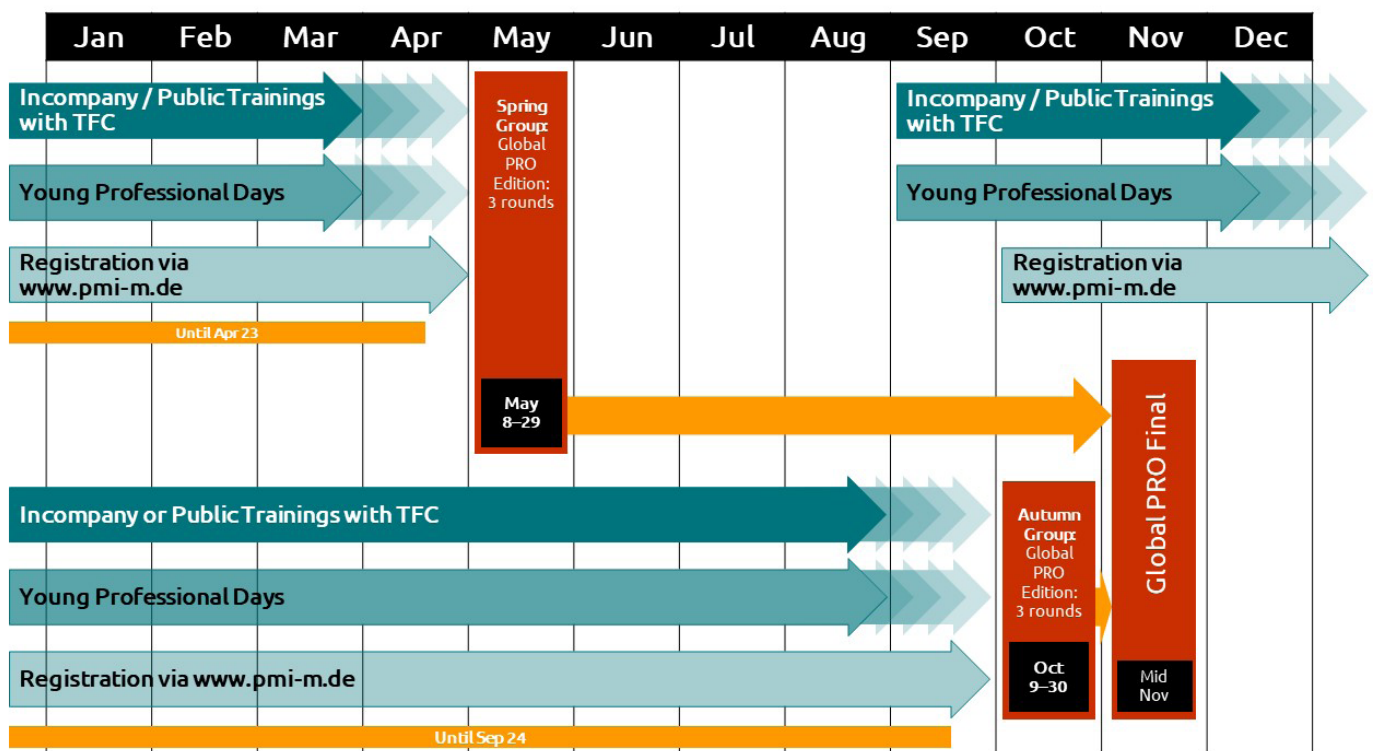 Jan Feb Mar Apr May Jun Jul Aug Sep Oct Nov Dec
Incompany / Public Trainings
with TFC
Young Professional Days
Registration via
www.pmi-m.de
Until Apr 23
Spring
Group:
Global
PRO
Edition:
3 rounds
May
8–29
Incompany / Public Trainings
with TFC
Young Professional Days
Registration via
www.pmi-m.de
Incompany or Public Trainings with TFC
Young Professional Days
Registration via www.pmi-m.de
Until Sep 24
Autumn
Group:
Global
PRO
Edition:
3 rounds
Oct
9–30
Global PRO Final
Mid
Nov